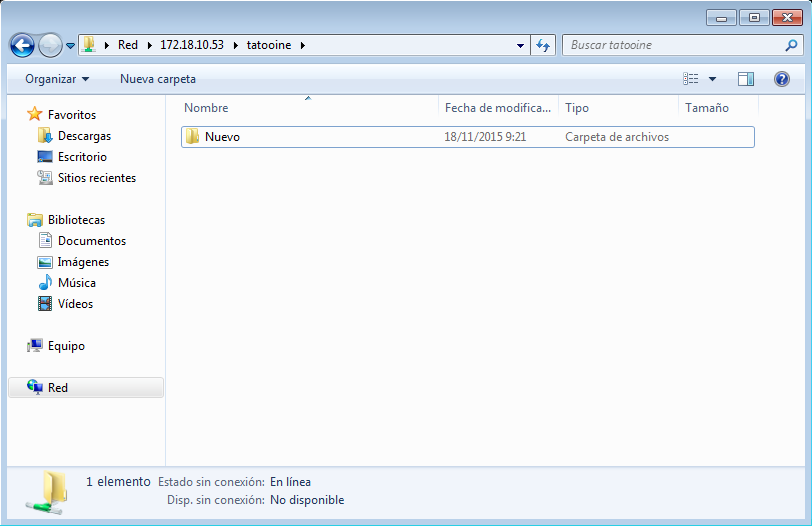 Red ▸ 172.18.10.53 ▸ tatooine ▸
Buscar tatooine
Organizar
Nueva carpeta
Nombre Fecha de modifica... Tipo Tamaño
Nuevo 18/11/2015 9:21 Carpeta de archivos
Favoritos
Descargas
Escritorio
Sitios recientes
Bibliotecas
Documentos
Imágenes
Música
Vídeos
Equipo
Red
1 elemento Estado sin conexión: En línea
Disp. sin conexión: No disponible